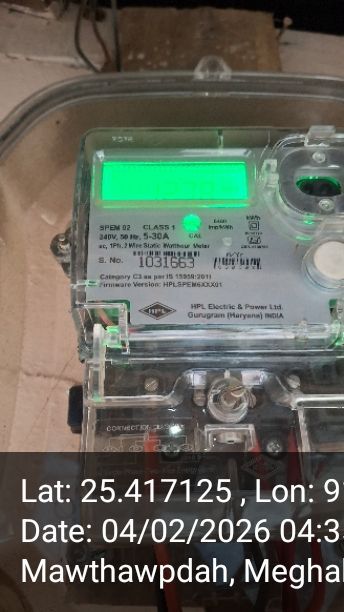 SPEM 02 CLASS 1
240V, 50 Hz, 5-30A CAL
ac, 1Ph, 2 Wire Static Watthour Meter
S. No. 1031663
Category C3 as per IS 15959:2011
Firmware Version: HPLSPEM6XXX01
HPL
HPL Electric & Power Ltd.
Gurugram (Haryana) INDIA
Lat: 25.417125 , Lon: 9
Date: 04/02/2026 04:3
Mawthawpdah, Meghal